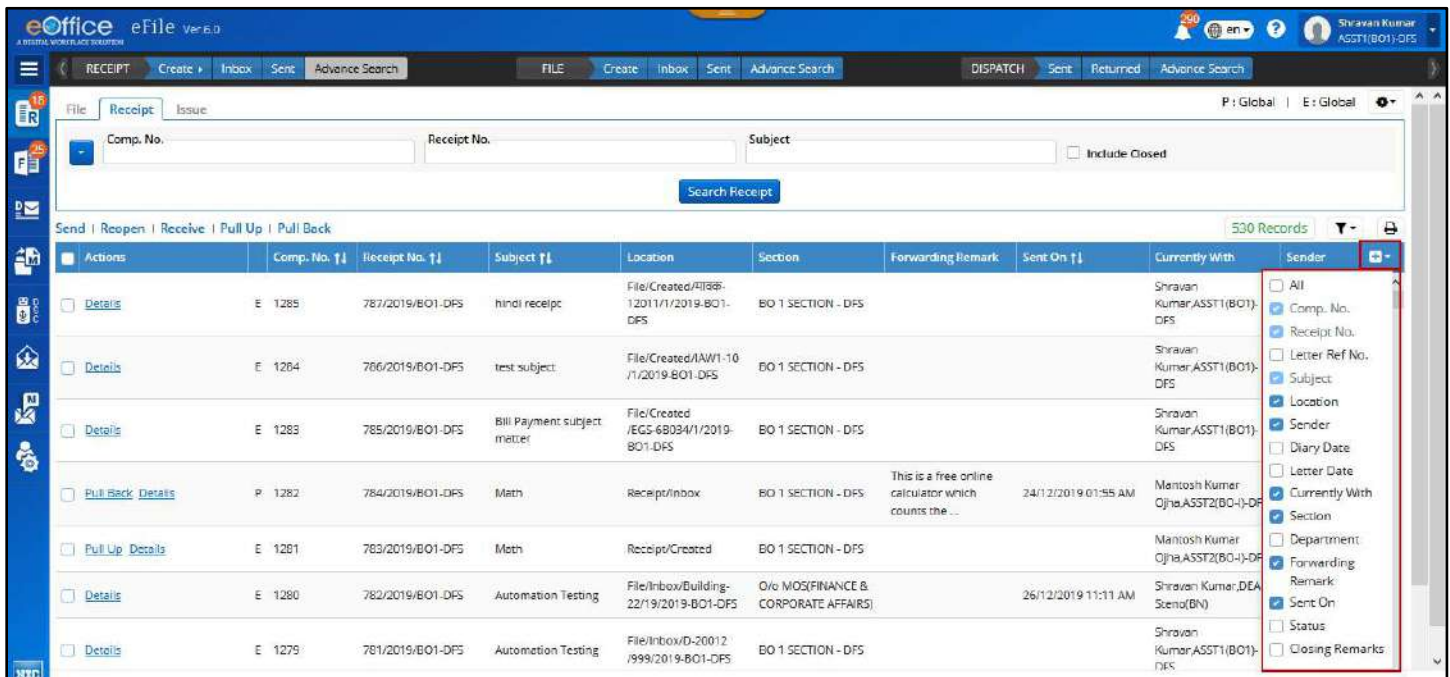 eOffice eFile Ver.6.0
A DIGITAL WORKPLACE SOLUTION
290
en
?
Shravan Kumar
ASST1(BO1)-DFS
RECEIPT Create Inbox Sent Advance Search FILE Create Inbox Sent Advance Search DISPATCH Sent Returned Advance Search
18
R
File Receipt Issue P : Global | E : Global
Comp. No. Receipt No. Subject Include Closed
25
F
Search Receipt
D
Send | Reopen | Receive | Pull Up | Pull Back 530 Records
M
Actions Comp. No. Receipt No. Subject Location Section Forwarding Remark Sent On Currently With Sender
Details E 1285 787/2019/BO1-DFS hindi receipt File/Created/मािक-
12011/1/2019-BO1-
DFS BO 1 SECTION - DFS Shravan
Kumar,ASST1(BO1)-
DFS
Details E 1284 786/2019/BO1-DFS test subject File/Created/IAW1-10
/1/2019-BO1-DFS BO 1 SECTION - DFS Shravan
Kumar,ASST1(BO1)-
DFS
Details E 1283 785/2019/BO1-DFS Bill Payment subject
matter File/Created
/EGS-6B034/1/2019-
BO1-DFS BO 1 SECTION - DFS Shravan
Kumar,ASST1(BO1)-
DFS
Pull Back Details P 1282 784/2019/BO1-DFS Math Receipt/Inbox BO 1 SECTION - DFS This is a free online
calculator which
counts the ... 24/12/2019 01:55 AM Mantosh Kumar
Ojha,ASST2(BO-I)-DF
Pull Up Details E 1281 783/2019/BO1-DFS Math Receipt/Created BO 1 SECTION - DFS Mantosh Kumar
Ojha,ASST2(BO-I)-DF
Details E 1280 782/2019/BO1-DFS Automation Testing File/Inbox/Building-
22/19/2019-BO1-DFS O/o MOS(FINANCE &
CORPORATE AFFAIRS) 26/12/2019 11:11 AM Shravan Kumar,DEA
Steno(BN)
Details E 1279 781/2019/BO1-DFS Automation Testing File/Inbox/D-20012
/999/2019-BO1-DFS BO 1 SECTION - DFS Shravan
Kumar,ASST1(BO1)-
DFS
All
Comp. No.
Receipt No.
Letter Ref No.
Subject
Location
Sender
Diary Date
Letter Date
Currently With
Section
Department
Forwarding
Remark
Sent On
Status
Closing Remarks